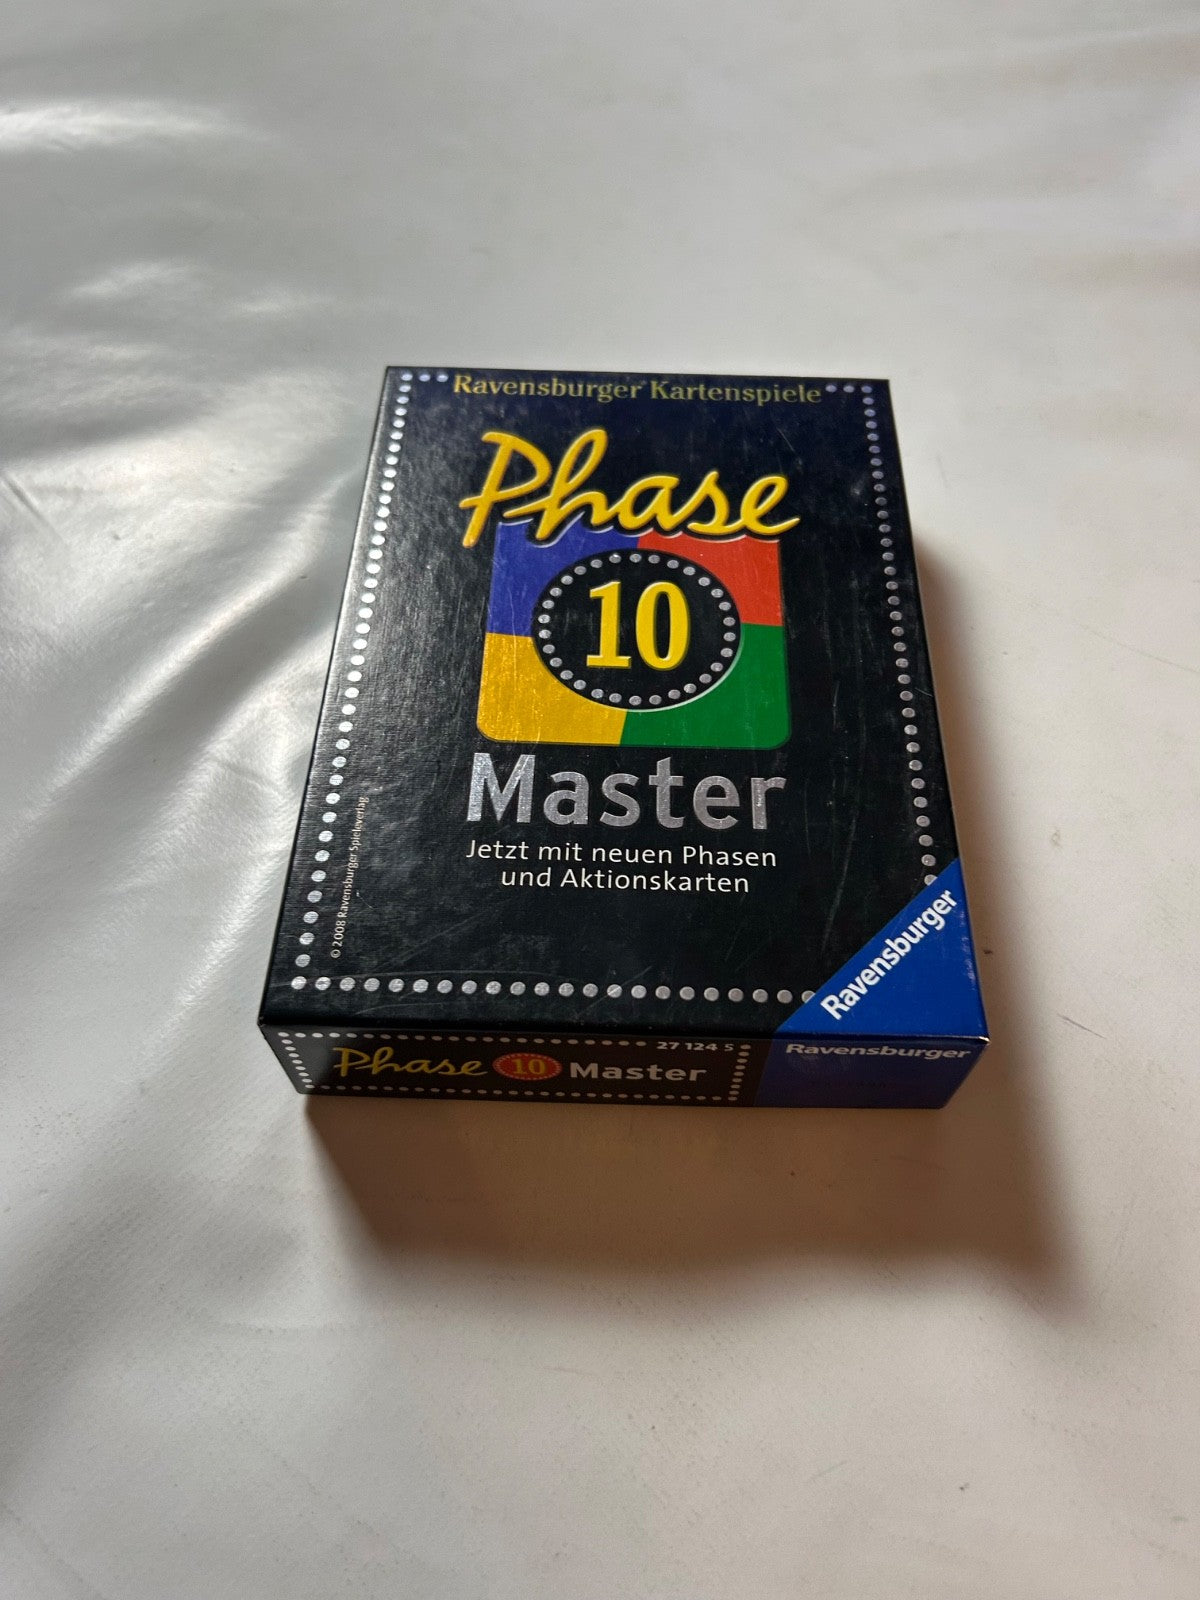 Ravensburger® Kartenspiele
Phase
10
Master
Jetzt mit neuen Phasen
und Aktionskarten
© 2008 Ravensburger Spieleverlag
Ravensburger
Phase 10 Master
27 124 5
Ravensburger